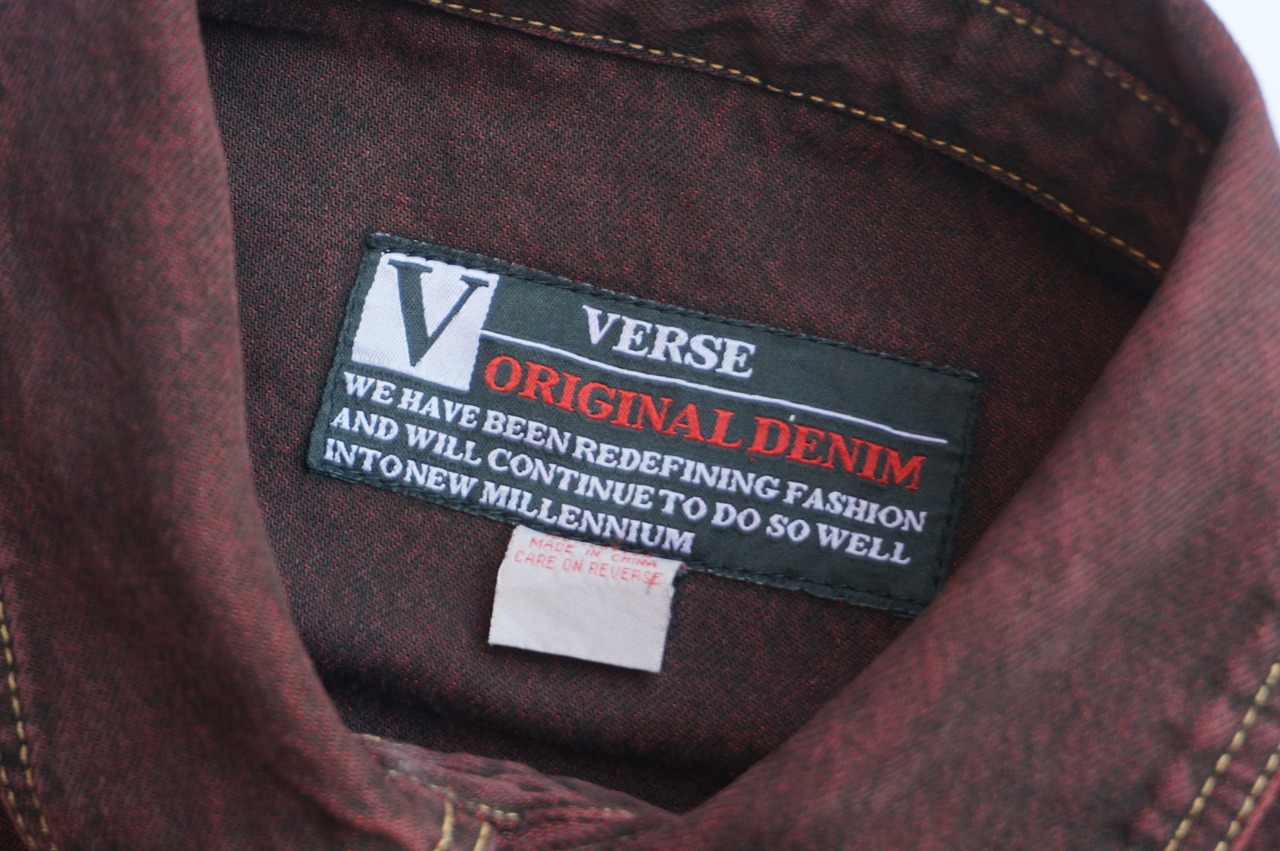 V
VERSE
ORIGINAL DENIM
WE HAVE BEEN REDEFINING FASHION
AND WILL CONTINUE TO DO SO WELL
INTO NEW MILLENNIUM
MADE IN CHINA
CARE ON REVERSE